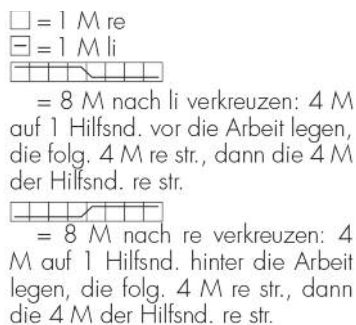 = 1 M re
= 1 M li
= 8 M nach li verkreuzen: 4 M
auf 1 Hilfsnd. vor die Arbeit legen,
die folg. 4 M re str., dann die 4 M
der Hilfsnd. re str.
= 8 M nach re verkreuzen: 4
M auf 1 Hilfsnd. hinter die Arbeit
legen, die folg. 4 M re str., dann
die 4 M der Hilfsnd. re str.